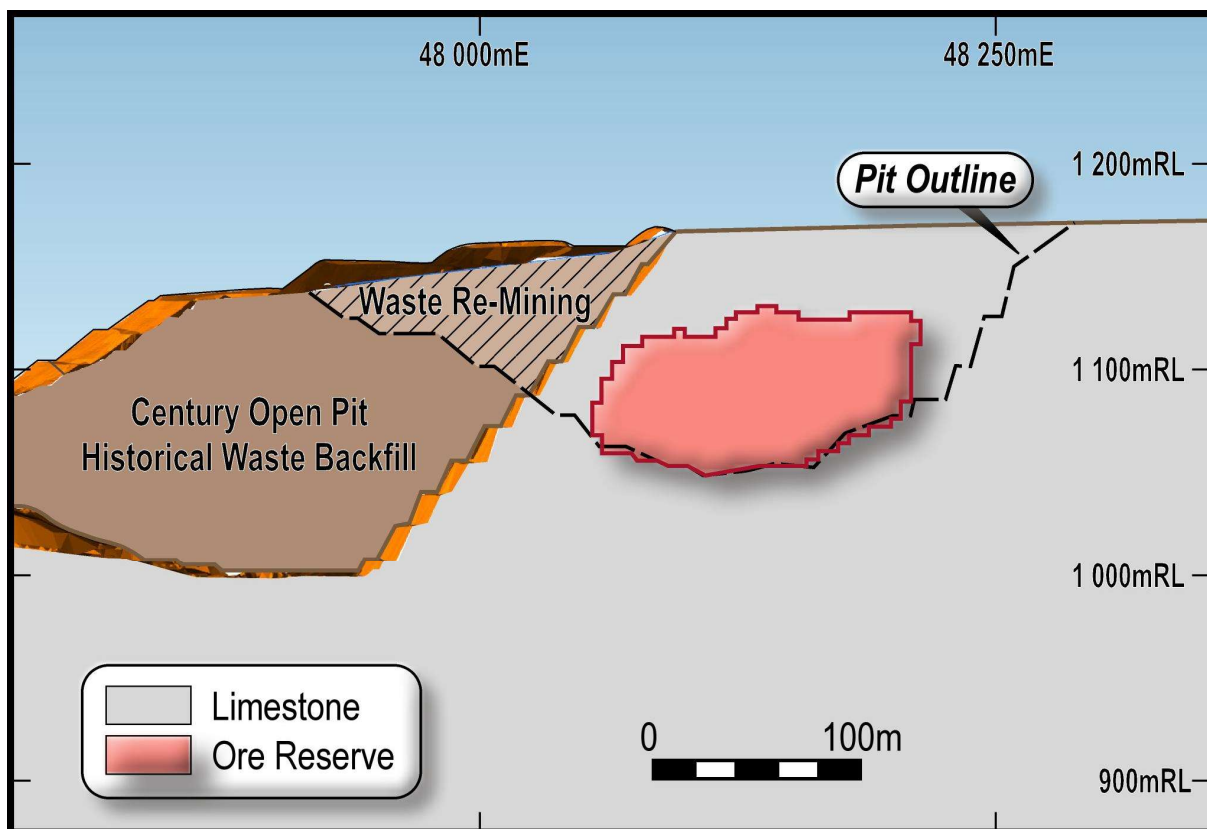 48 000mE
48 250mE
1 200mRL
Pit Outline
Waste Re-Mining
1 100mRL
Century Open Pit
Historical Waste Backfill
1 000mRL
Limestone
Ore Reserve
0
100m
900mRL